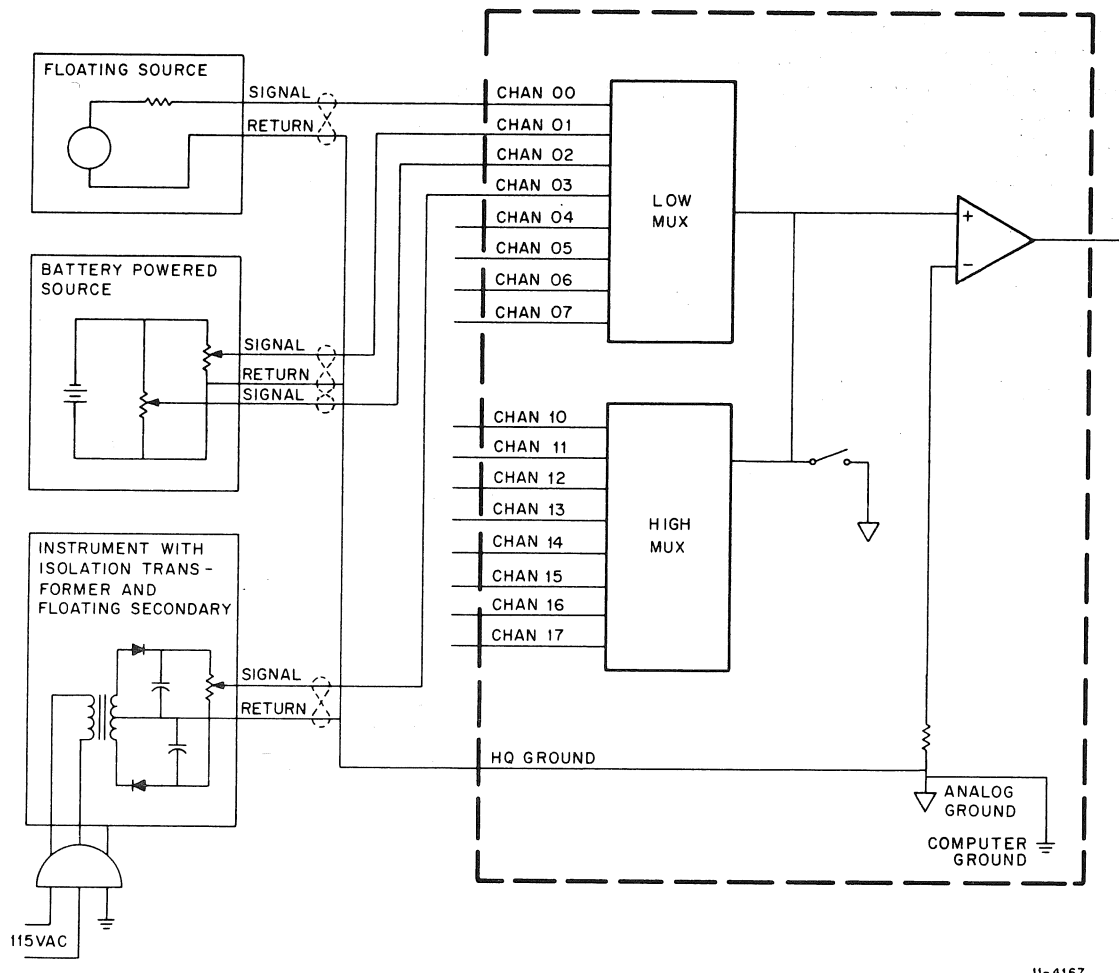 FLOATING SOURCE
SIGNAL
RETURN
BATTERY POWERED
SOURCE
SIGNAL
RETURN
SIGNAL
INSTRUMENT WITH
ISOLATION TRANS-
FORMER AND
FLOATING SECONDARY
SIGNAL
RETURN
115VAC
CHAN 00
CHAN 01
CHAN 02
CHAN 03
CHAN 04
CHAN 05
CHAN 06
CHAN 07
LOW
MUX
+
−
CHAN 10
CHAN 11
CHAN 12
CHAN 13
CHAN 14
CHAN 15
CHAN 16
CHAN 17
HIGH
MUX
HQ GROUND
ANALOG
GROUND
COMPUTER
GROUND
11-4167